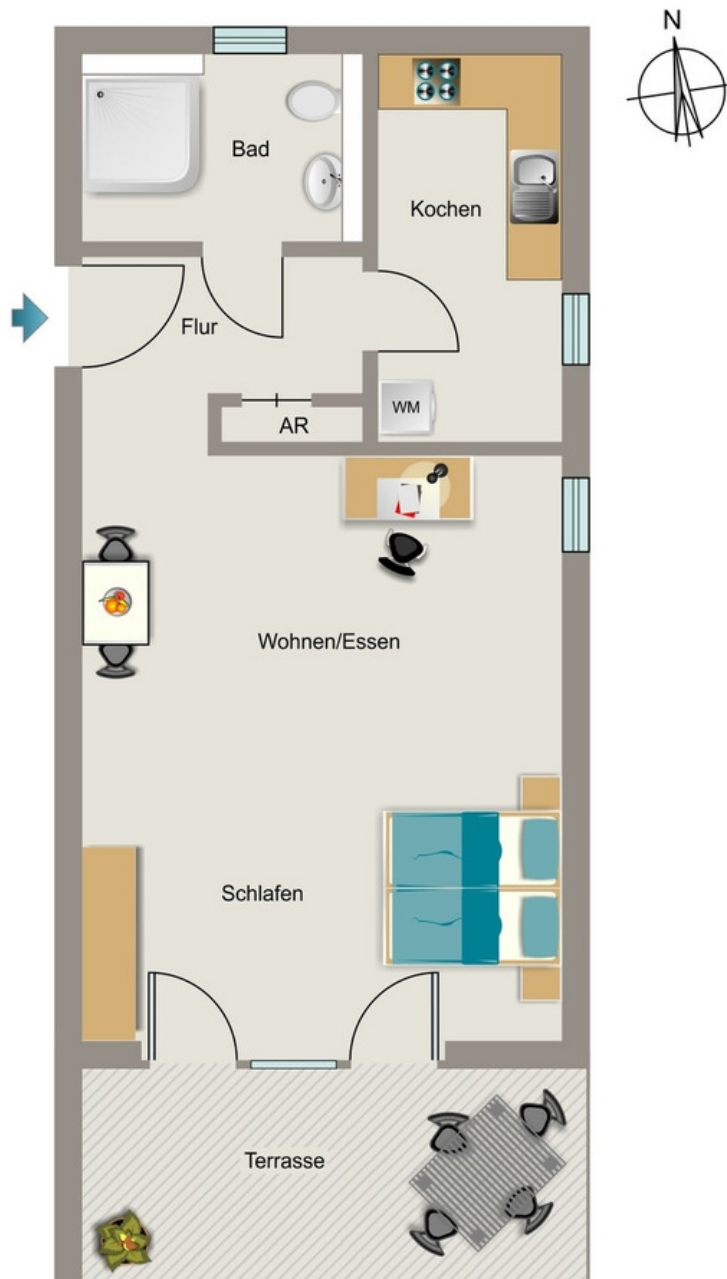 N
Bad
Kochen
Flur
WM
AR
Wohnen/Essen
Schlafen
Terrasse